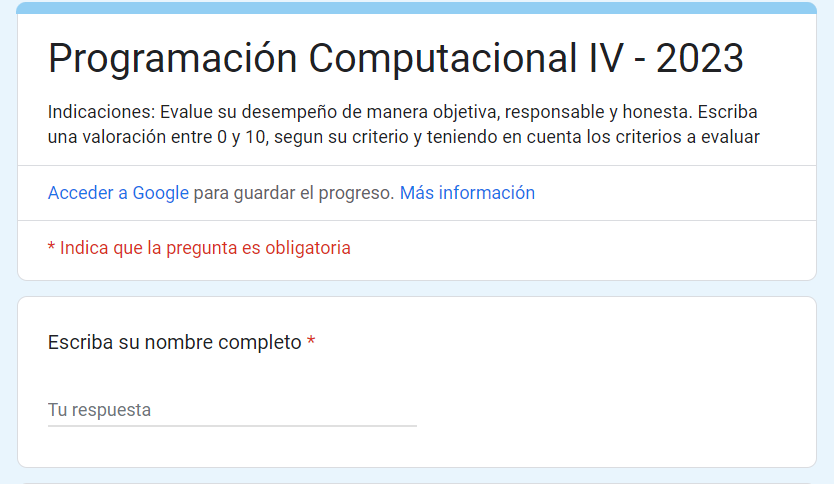 Programación Computacional IV - 2023
Indicaciones: Evalue su desempeño de manera objetiva, responsable y honesta. Escriba
una valoración entre 0 y 10, segun su criterio y teniendo en cuenta los criterios a evaluar
Acceder a Google para guardar el progreso. Más información
* Indica que la pregunta es obligatoria
Escriba su nombre completo *
Tu respuesta